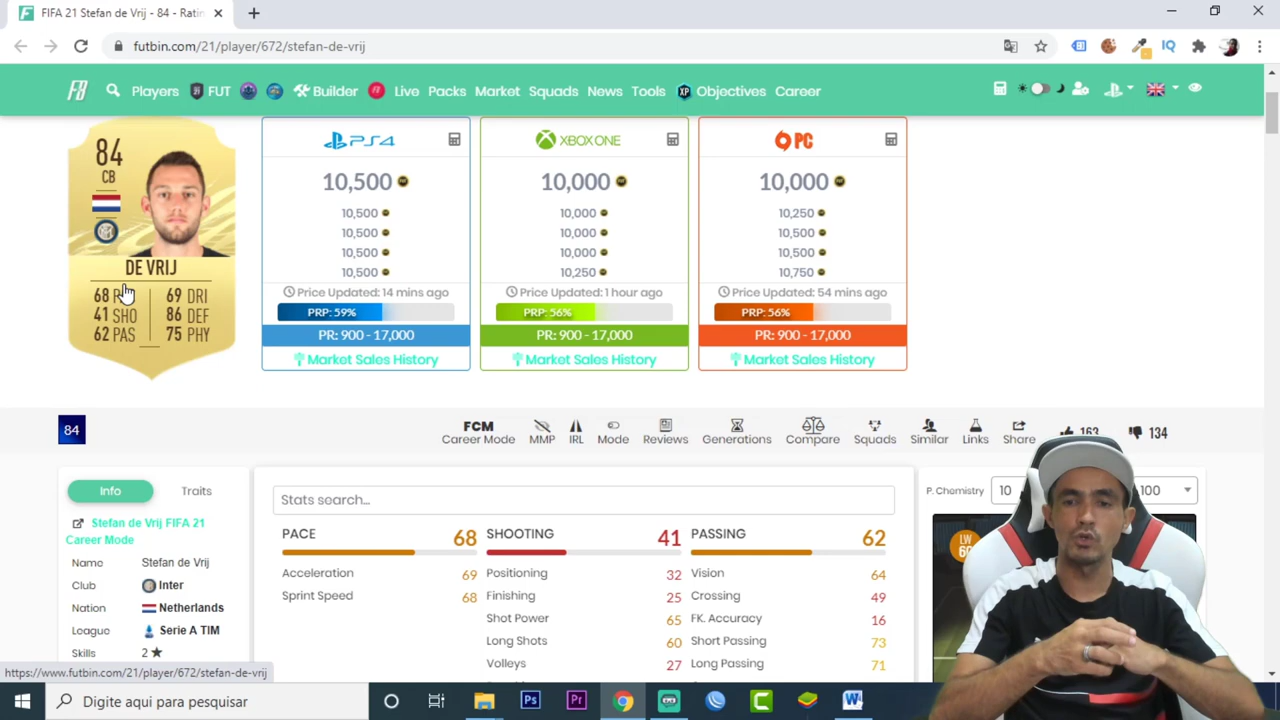 FIFA 21 Stefan de Vrij - 84 - Ratin
futbin.com/21/player/672/stefan-de-vrij
Players FUT Builder Live Packs Market Squads News Tools XP Objectives Career
84
CB
DE VRIJ
68 69 DRI
41 SHO 86 DEF
62 PAS 75 PHY
PS4
10,500
10,500
10,500
10,500
10,500
Price Updated: 14 mins ago
PRP: 59%
PR: 900 - 17,000
Market Sales History
XBOX ONE
10,000
10,000
10,000
10,000
10,250
Price Updated: 1 hour ago
PRP: 56%
PR: 900 - 17,000
Market Sales History
PC
10,000
10,250
10,500
10,500
10,750
Price Updated: 54 mins ago
PRP: 56%
PR: 900 - 17,000
Market Sales History
84
FCM
Career Mode MMP IRL Mode Reviews Generations Compare Squads Similar Links Share 163 134
Info Traits
Stefan de Vrij FIFA 21
Career Mode
Name Stefan de Vrij
Club Inter
Nation Netherlands
League Serie A TIM
Skills 2 ★
Stats search...
PACE 68
Acceleration 69
Sprint Speed 68
SHOOTING 41
Positioning 32
Finishing 25
Shot Power 65
Long Shots 60
Volleys 27
PASSING 62
Vision 64
Crossing 49
FK. Accuracy 16
Short Passing 73
Long Passing 71
P. Chemistry 10 100
LW
https://www.futbin.com/21/player/672/stefan-de-vrij
Digite aqui para pesquisar